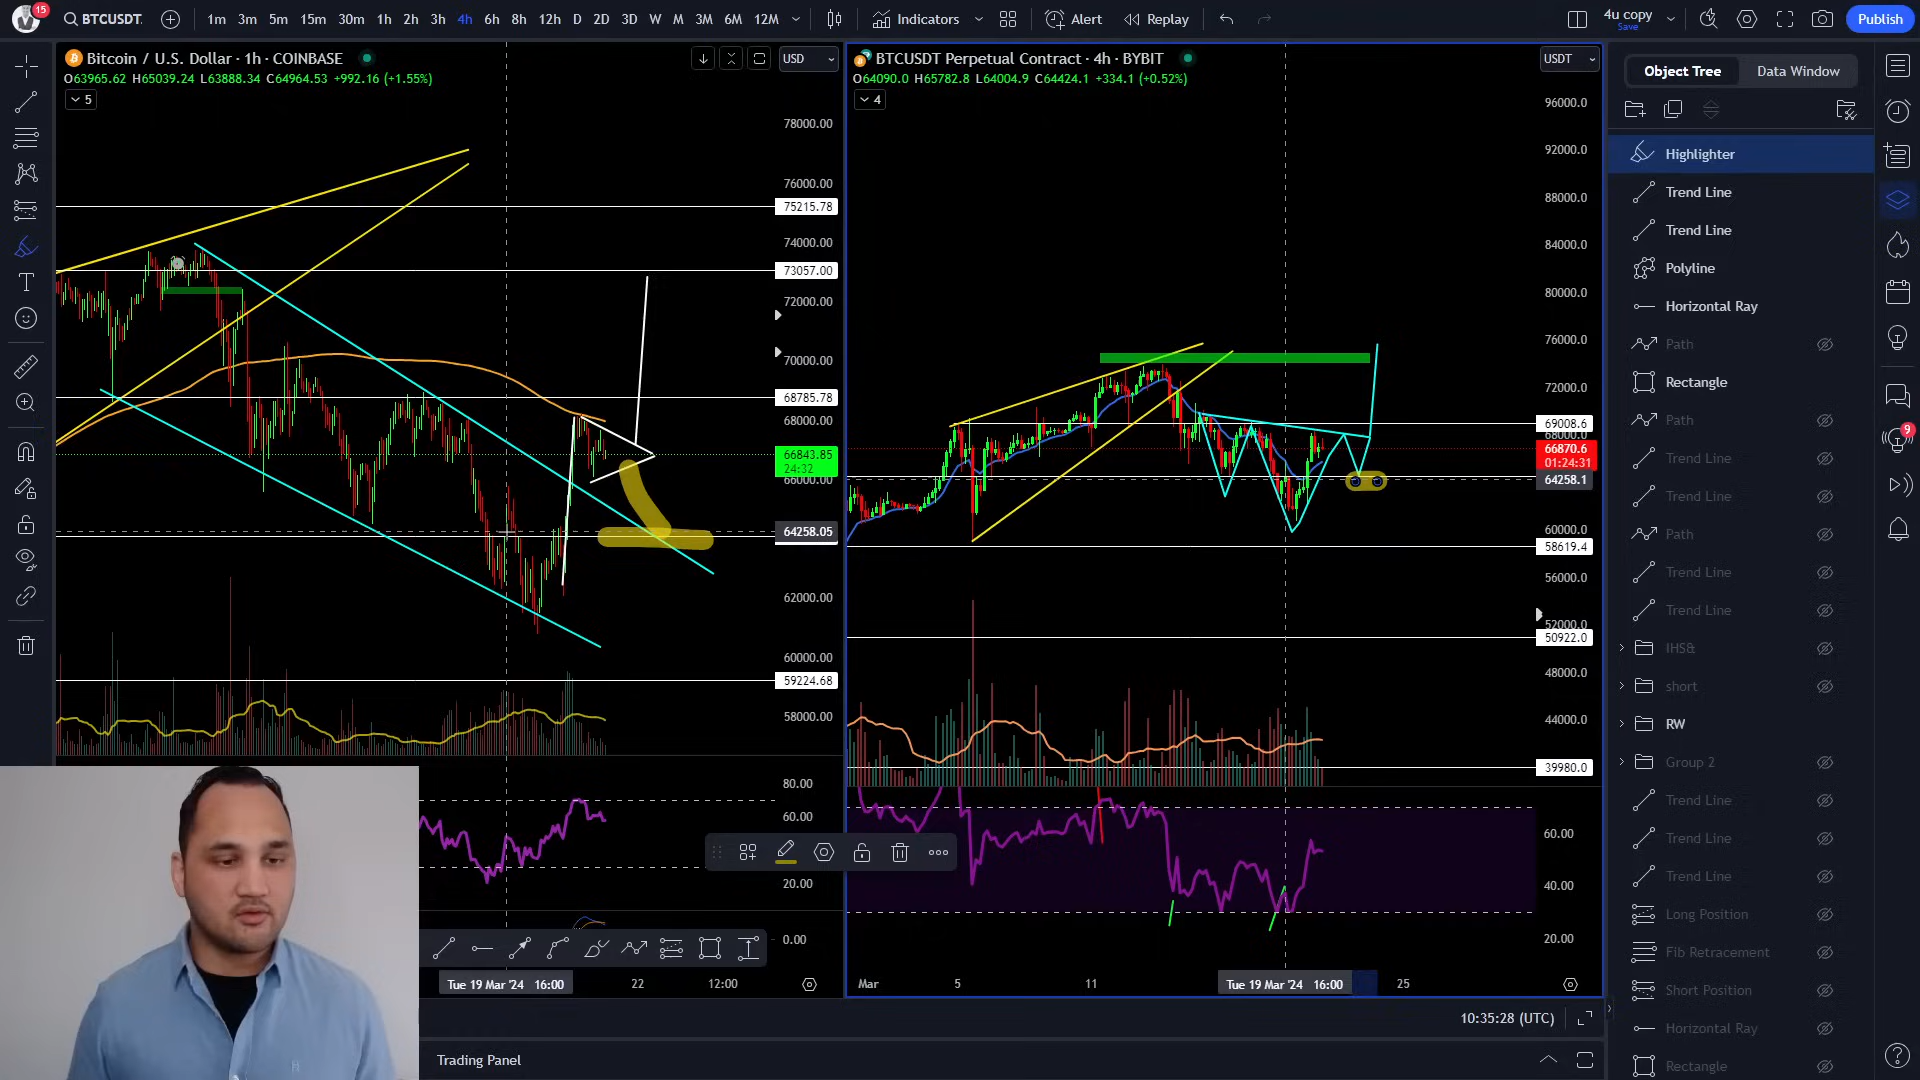 15
BTCUSDT.
1m 3m 5m 15m 30m 1h 2h 3h 4h 6h 8h 12h D 2D 3D W M 3M 6M 12M
Indicators
Alert
Replay
4u copy
Save
Publish
Bitcoin / U.S. Dollar · 1h · COINBASE
USD
O63965.62 H65039.24 L63888.34 C64964.53 +992.16 (+1.55%)
5
78000.00
76000.00
75215.78
74000.00
73057.00
72000.00
70000.00
68785.78
68000.00
66843.85
24:32
66000.00
64258.05
62000.00
60000.00
59224.68
58000.00
80.00
60.00
20.00
0.00
Tue 19 Mar '24 16:00
22
12:00
BTCUSDT Perpetual Contract · 4h · BYBIT
USDT
O64090.0 H65782.8 L64004.9 C64424.1 +334.1 (+0.52%)
4
96000.0
92000.0
88000.0
84000.0
80000.0
76000.0
72000.0
69008.6
68000.0
66870.6
01:24:31
64258.1
60000.0
58619.4
56000.0
52000.0
50922.0
48000.0
44000.0
39980.0
60.00
40.00
20.00
Mar
5
11
Tue 19 Mar '24 16:00
25
10:35:28 (UTC)
Trading Panel
Object Tree
Data Window
Highlighter
Trend Line
Trend Line
Polyline
Horizontal Ray
Path
Rectangle
Path
Trend Line
Trend Line
Path
Trend Line
Trend Line
IHS&
short
RW
Group 2
Trend Line
Trend Line
Trend Line
Long Position
Fib Retracement
Short Position
Horizontal Ray
Rectangle
9